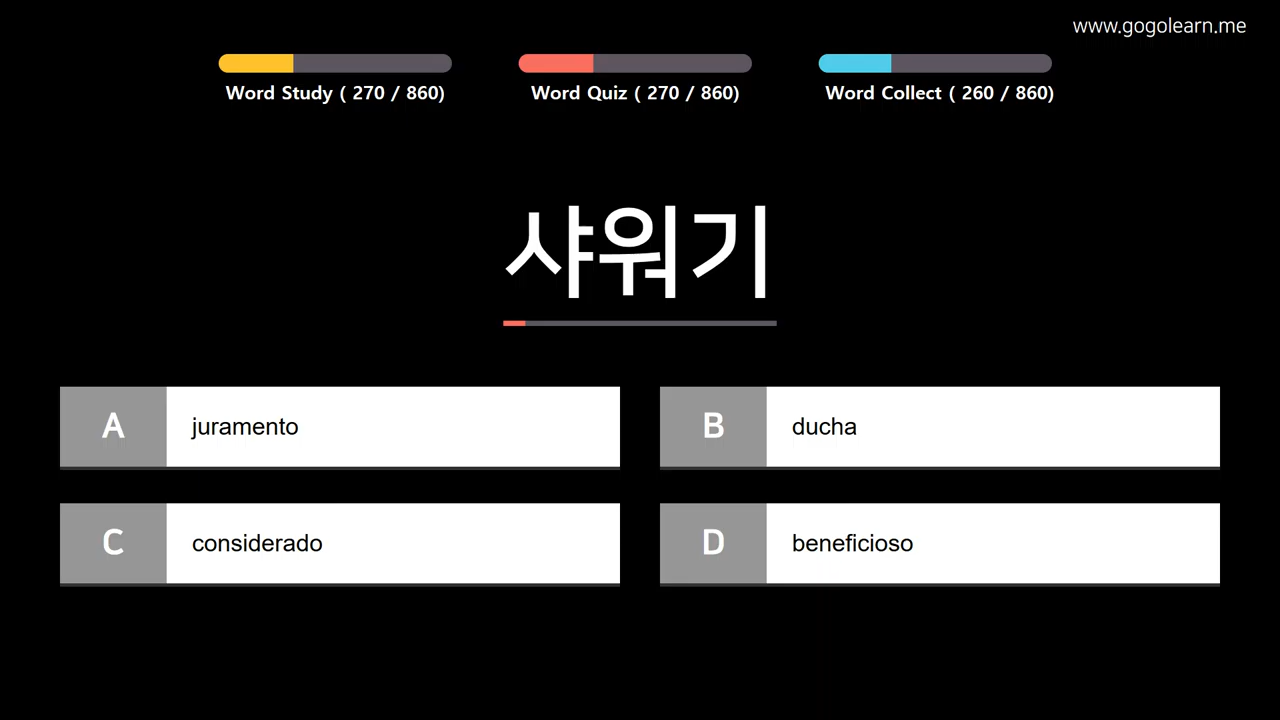 www.gogolearn.me
Word Study ( 270 / 860)
Word Quiz ( 270 / 860)
Word Collect ( 260 / 860)
샤워기
A juramento
B ducha
C considerado
D beneficioso